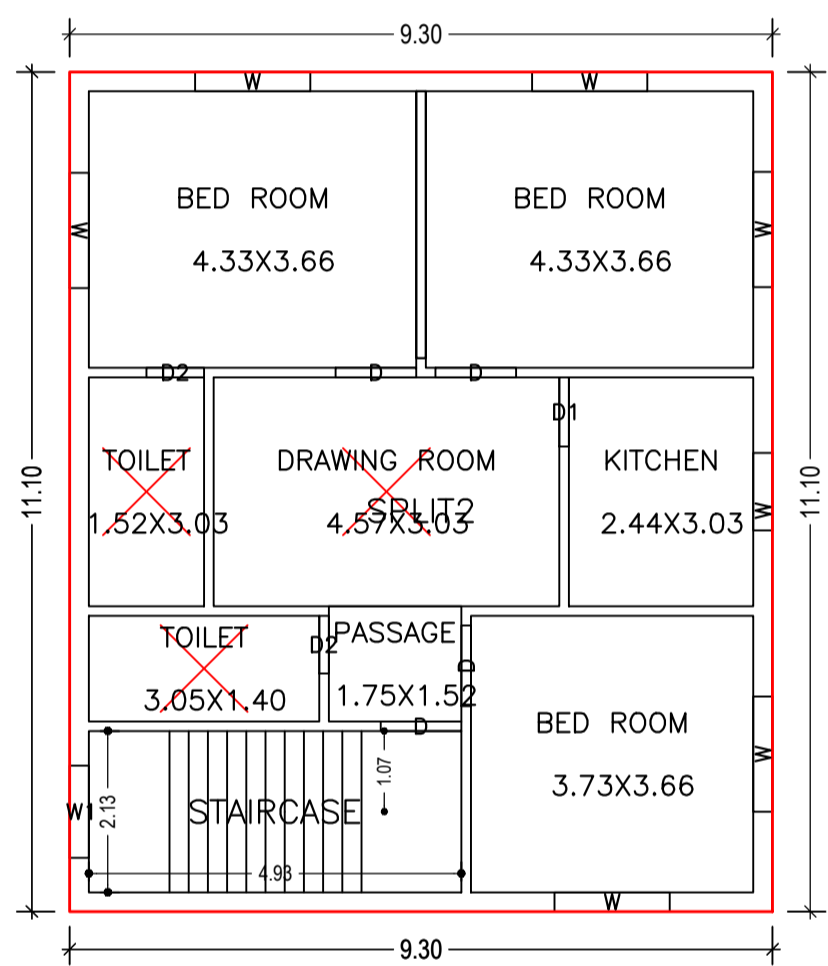 9.30
W
W
BED ROOM
BED ROOM
W
W
4.33X3.66
4.33X3.66
D2
D
D
D1
TOILET
DRAWING ROOM
KITCHEN
11.10
11.10
SPLIT2
W
1.52X3.03
4.57X3.03
2.44X3.03
TOILET
D2
PASSAGE
D
3.05X1.40
1.75X1.52
D
BED ROOM
W
1.07
3.73X3.66
W1
2.13
STAIRCASE
4.93
W
9.30